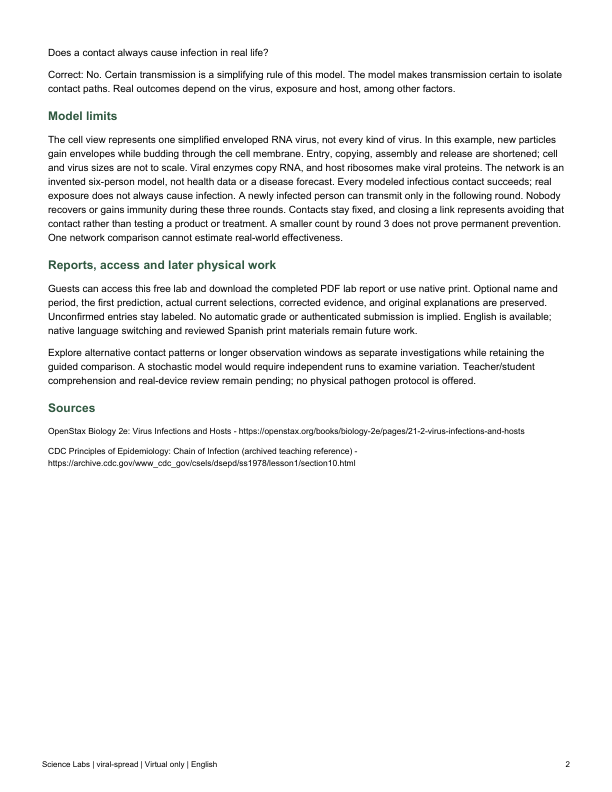 Does a contact always cause infection in real life?
Correct: No. Certain transmission is a simplifying rule of this model. The model makes transmission certain to isolate
contact paths. Real outcomes depend on the virus, exposure and host, among other factors.
Model limits
The cell view represents one simplified enveloped RNA virus, not every kind of virus. In this example, new particles
gain envelopes while budding through the cell membrane. Entry, copying, assembly and release are shortened; cell
and virus sizes are not to scale. Viral enzymes copy RNA, and host ribosomes make viral proteins. The network is an
invented six-person model, not health data or a disease forecast. Every modeled infectious contact succeeds; real
exposure does not always cause infection. A newly infected person can transmit only in the following round. Nobody
recovers or gains immunity during these three rounds. Contacts stay fixed, and closing a link represents avoiding that
contact rather than testing a product or treatment. A smaller count by round 3 does not prove permanent prevention.
One network comparison cannot estimate real-world effectiveness.
Reports, access and later physical work
Guests can access this free lab and download the completed PDF lab report or use native print. Optional name and
period, the first prediction, actual current selections, corrected evidence, and original explanations are preserved.
Unconfirmed entries stay labeled. No automatic grade or authenticated submission is implied. English is available;
native language switching and reviewed Spanish print materials remain future work.
Explore alternative contact patterns or longer observation windows as separate investigations while retaining the
guided comparison. A stochastic model would require independent runs to examine variation. Teacher/student
comprehension and real-device review remain pending; no physical pathogen protocol is offered.
Sources
OpenStax Biology 2e: Virus Infections and Hosts - https://openstax.org/books/biology-2e/pages/21-2-virus-infections-and-hosts
CDC Principles of Epidemiology: Chain of Infection (archived teaching reference) -
https://archive.cdc.gov/www_cdc_gov/csels/dsepd/ss1978/lesson1/section10.html
Science Labs | viral-spread | Virtual only | English
2